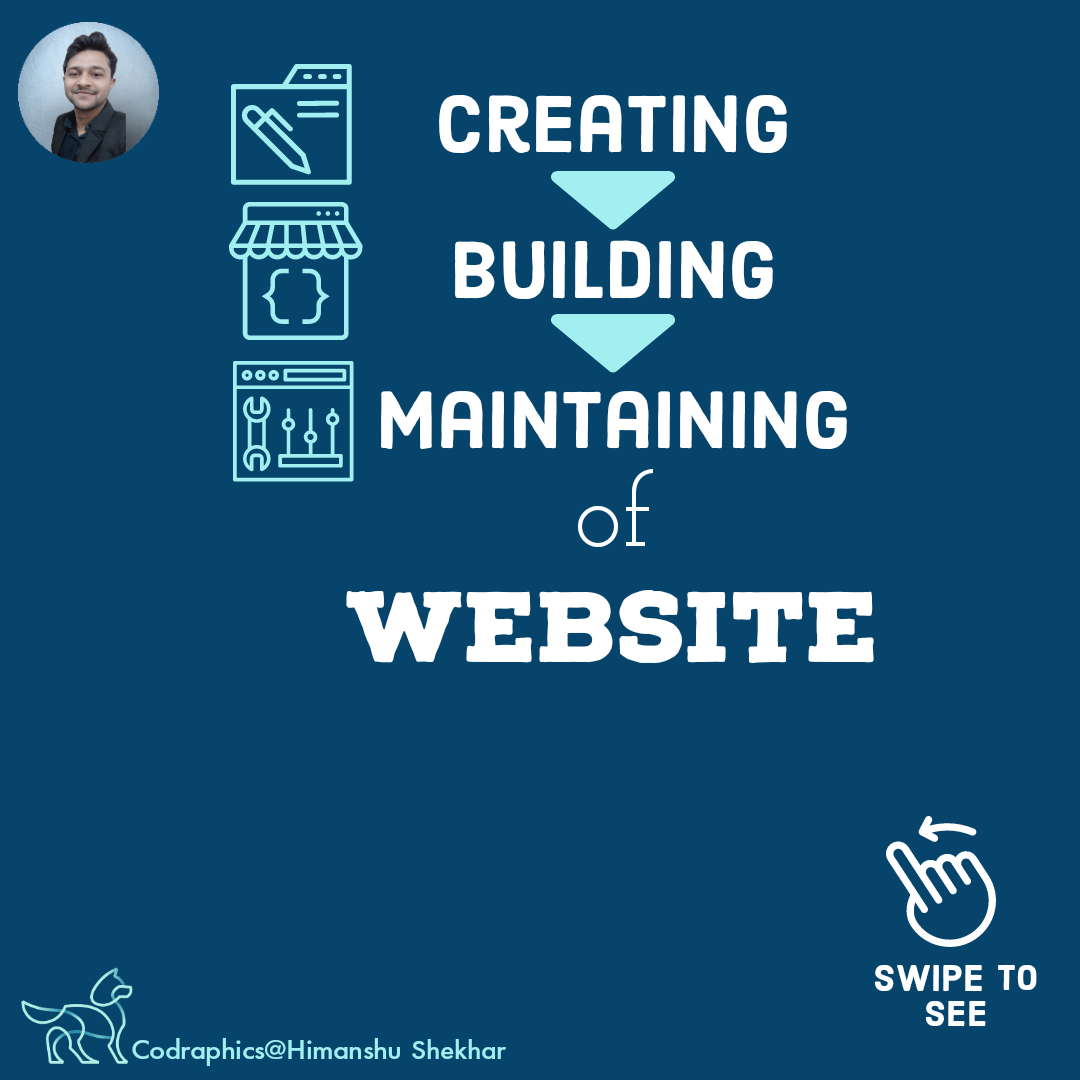 CREATING
BUILDING
MAINTAINING
of
WEBSITE
SWIPE TO
SEE
Codraphics@Himanshu Shekhar